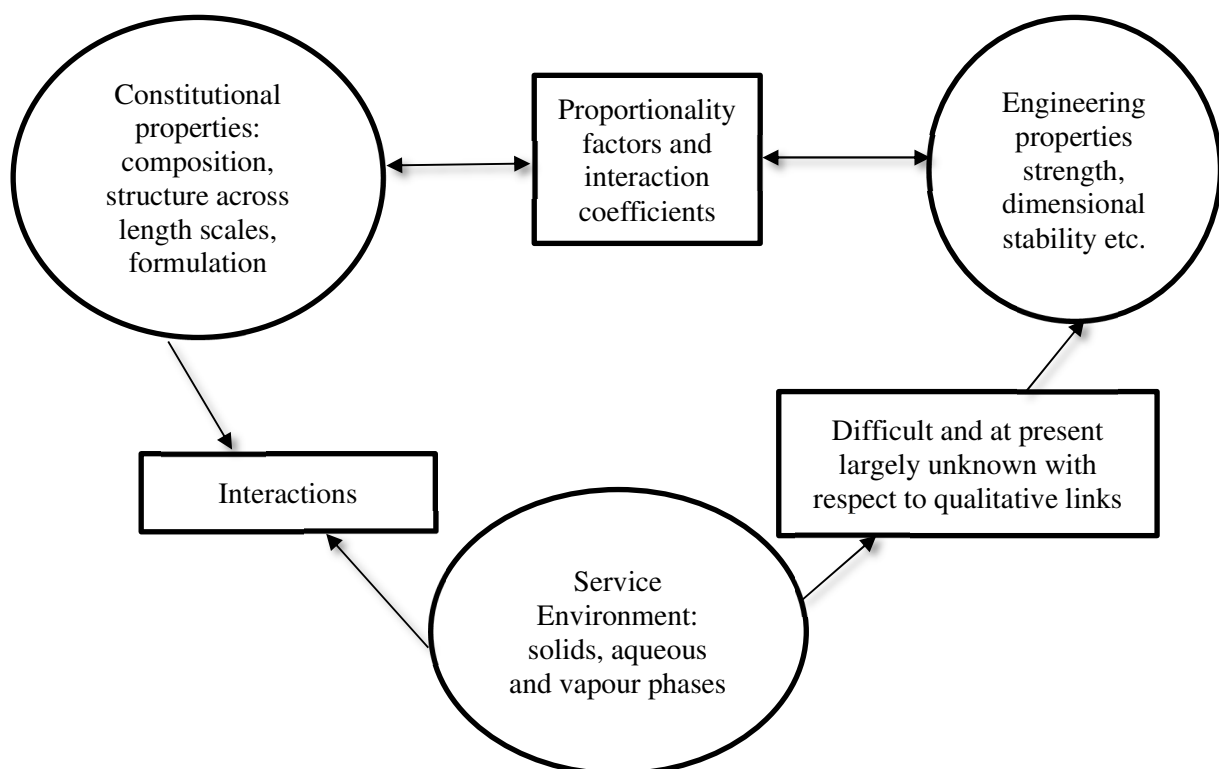 Constitutional
properties:
composition,
structure across
length scales,
formulation
Proportionality
factors and
interaction
coefficients
Engineering
properties
strength,
dimensional
stability etc.
Interactions
Difficult and at present
largely unknown with
respect to qualitative links
Service
Environment:
solids, aqueous
and vapour phases